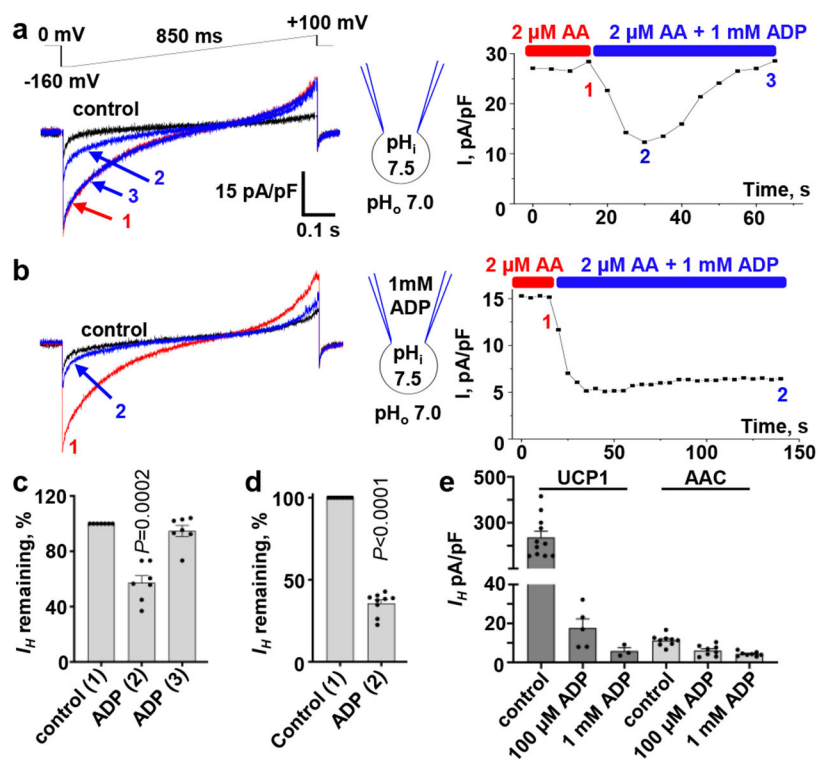 a
0 mV
850 ms
+100 mV
-160 mV
control
2
3
1
15 pA/pF
0.1 s
pHi
7.5
pHo 7.0
2 µM AA
2 µM AA + 1 mM ADP
I, pA/pF
30
20
10
0
1
2
3
Time, s
0
20
40
60
b
control
2
1
1mM
ADP
pHi
7.5
pHo 7.0
2 µM AA
2 µM AA + 1 mM ADP
I, pA/pF
15
10
5
0
1
2
Time, s
0
50
100
150
c
IH remaining, %
120
80
40
0
P=0.0002
control (1)
ADP (2)
ADP (3)
d
IH remaining, %
100
50
0
P<0.0001
Control (1)
ADP (2)
e
UCP1
AAC
IH pA/pF
500
300
40
20
0
control
100 µM ADP
1 mM ADP
control
100 µM ADP
1 mM ADP